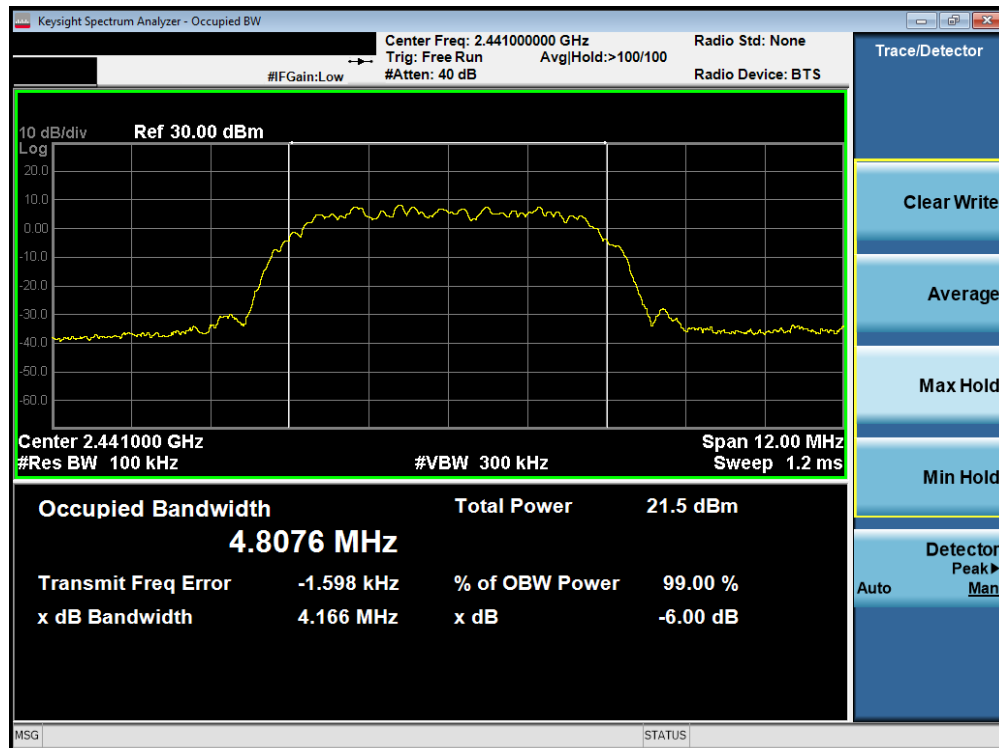 Keysight Spectrum Analyzer - Occupied BW
Center Freq: 2.441000000 GHz Radio Std: None
Trig: Free Run Avg|Hold:>100/100
#IFGain:Low #Atten: 40 dB Radio Device: BTS
10 dB/div Ref 30.00 dBm
Log
20.0
10.0
0.00
-10.0
-20.0
-30.0
-40.0
-50.0
-60.0
Center 2.441000 GHz Span 12.00 MHz
#Res BW 100 kHz #VBW 300 kHz Sweep 1.2 ms
Occupied Bandwidth Total Power 21.5 dBm
4.8076 MHz
Transmit Freq Error -1.598 kHz % of OBW Power 99.00 %
x dB Bandwidth 4.166 MHz x dB -6.00 dB
Trace/Detector
Clear Write
Average
Max Hold
Min Hold
Detector
Peak▶
Auto Man
MSG STATUS